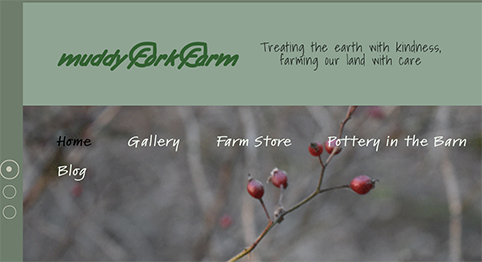 muddy Fork Farm
Treating the earth with kindness,
farming our land with care
Home Gallery Farm Store Pottery in the Barn
Blog